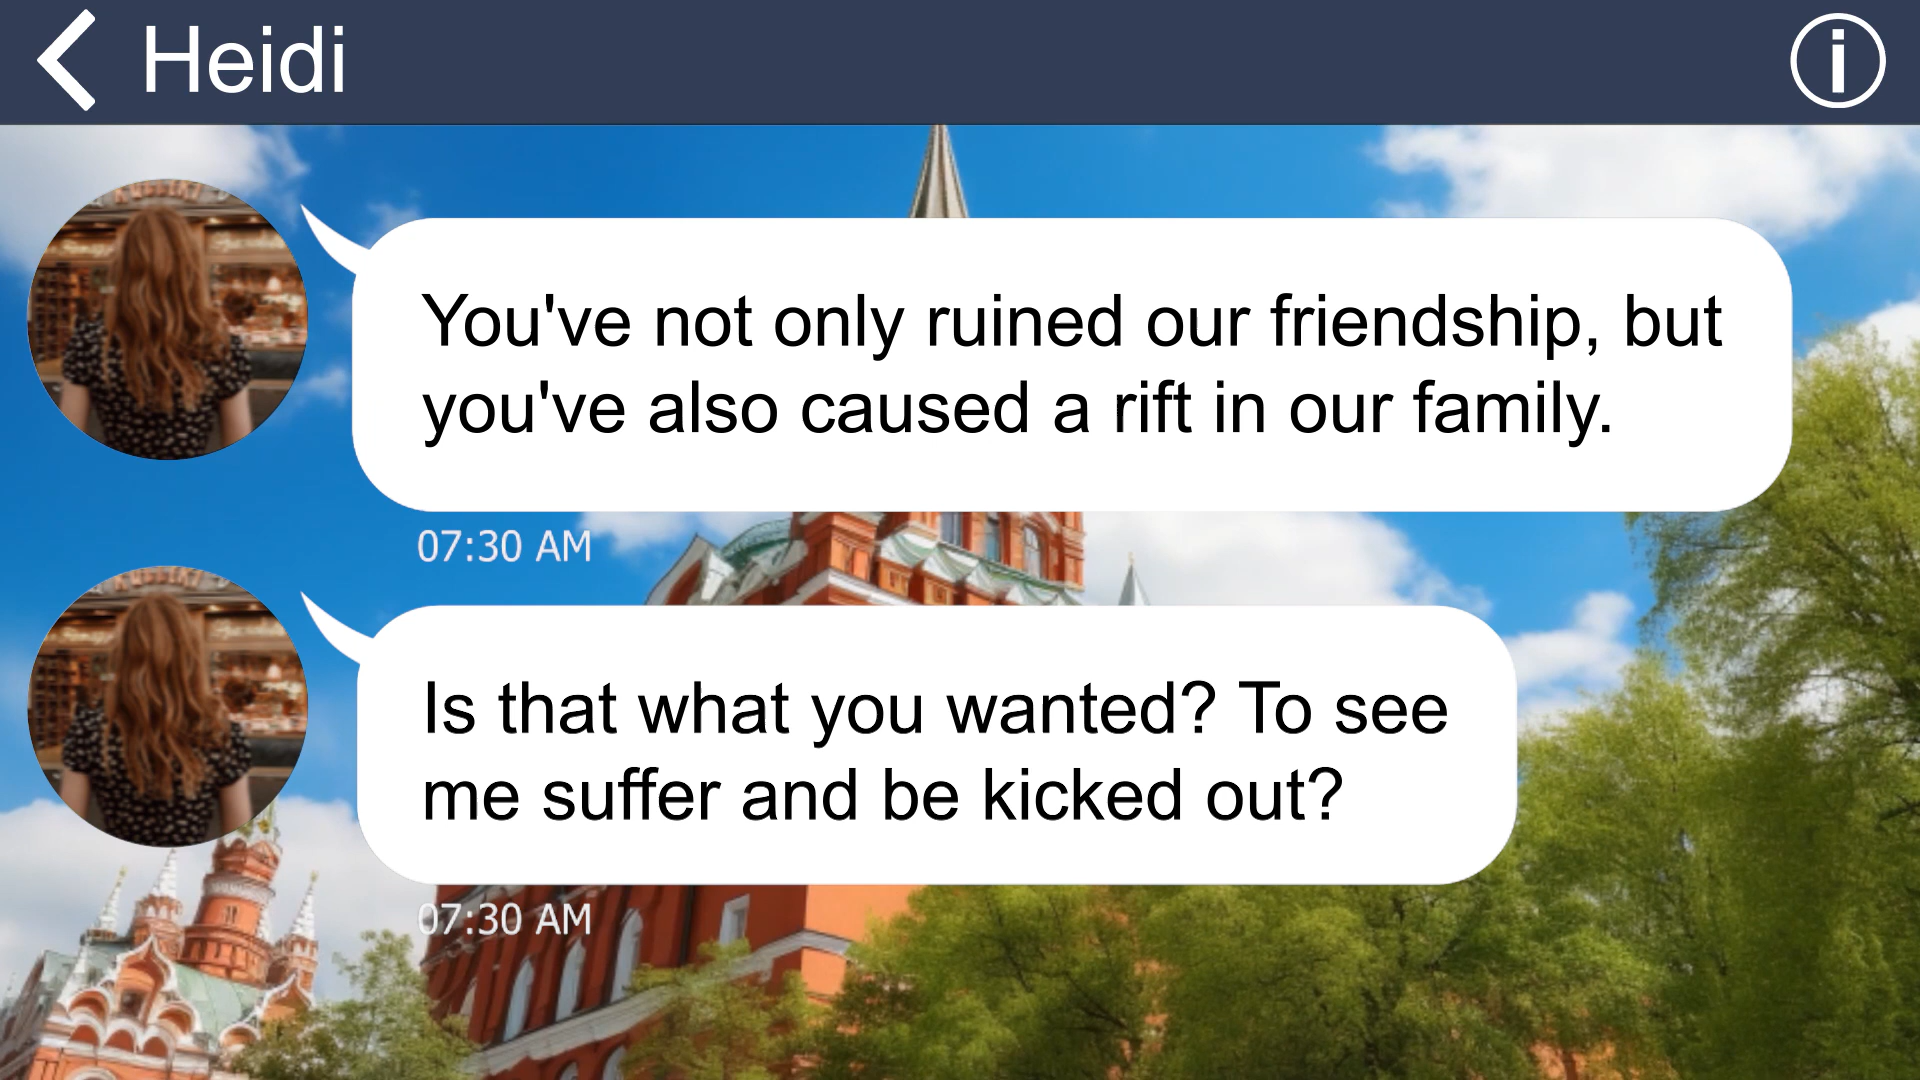 Heidi
You've not only ruined our friendship, but
you've also caused a rift in our family.
07:30 AM
Is that what you wanted? To see
me suffer and be kicked out?
07:30 AM